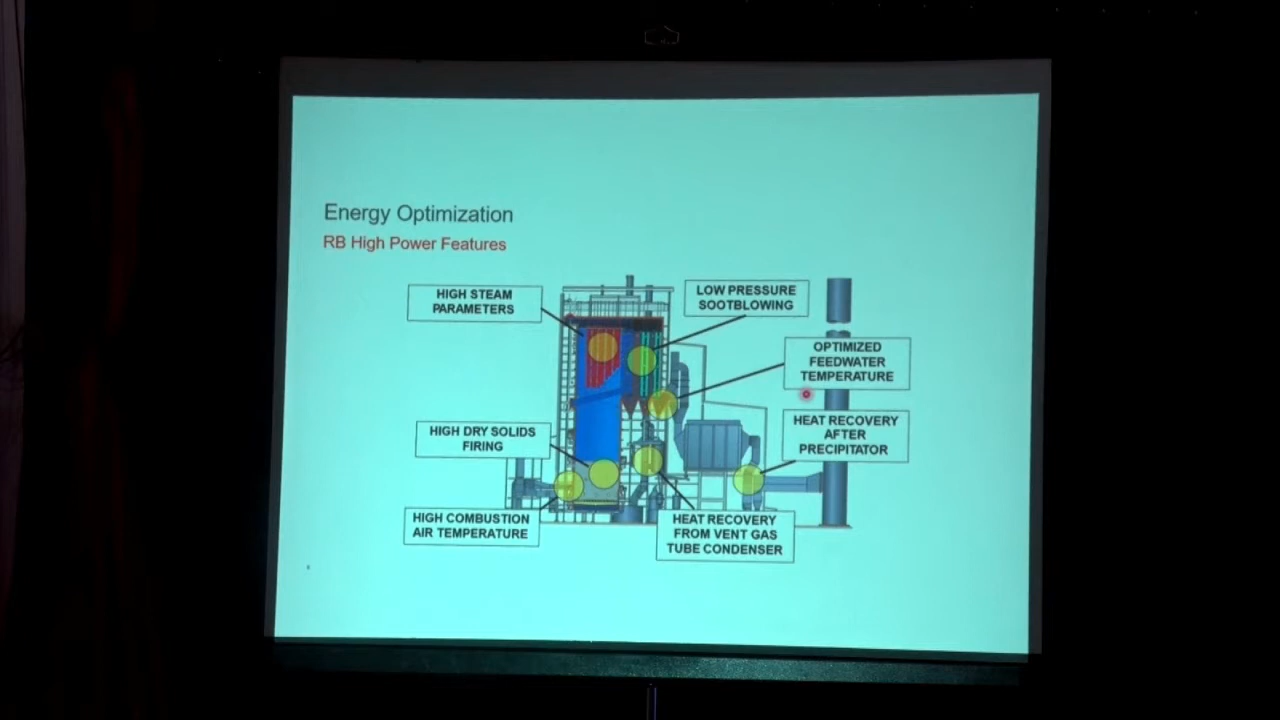 Energy Optimization
RB High Power Features
HIGH STEAM
PARAMETERS
LOW PRESSURE
SOOTBLOWING
OPTIMIZED
FEEDWATER
TEMPERATURE
HIGH DRY SOLIDS
FIRING
HEAT RECOVERY
AFTER
PRECIPITATOR
HIGH COMBUSTION
AIR TEMPERATURE
HEAT RECOVERY
FROM VENT GAS
TUBE CONDENSER